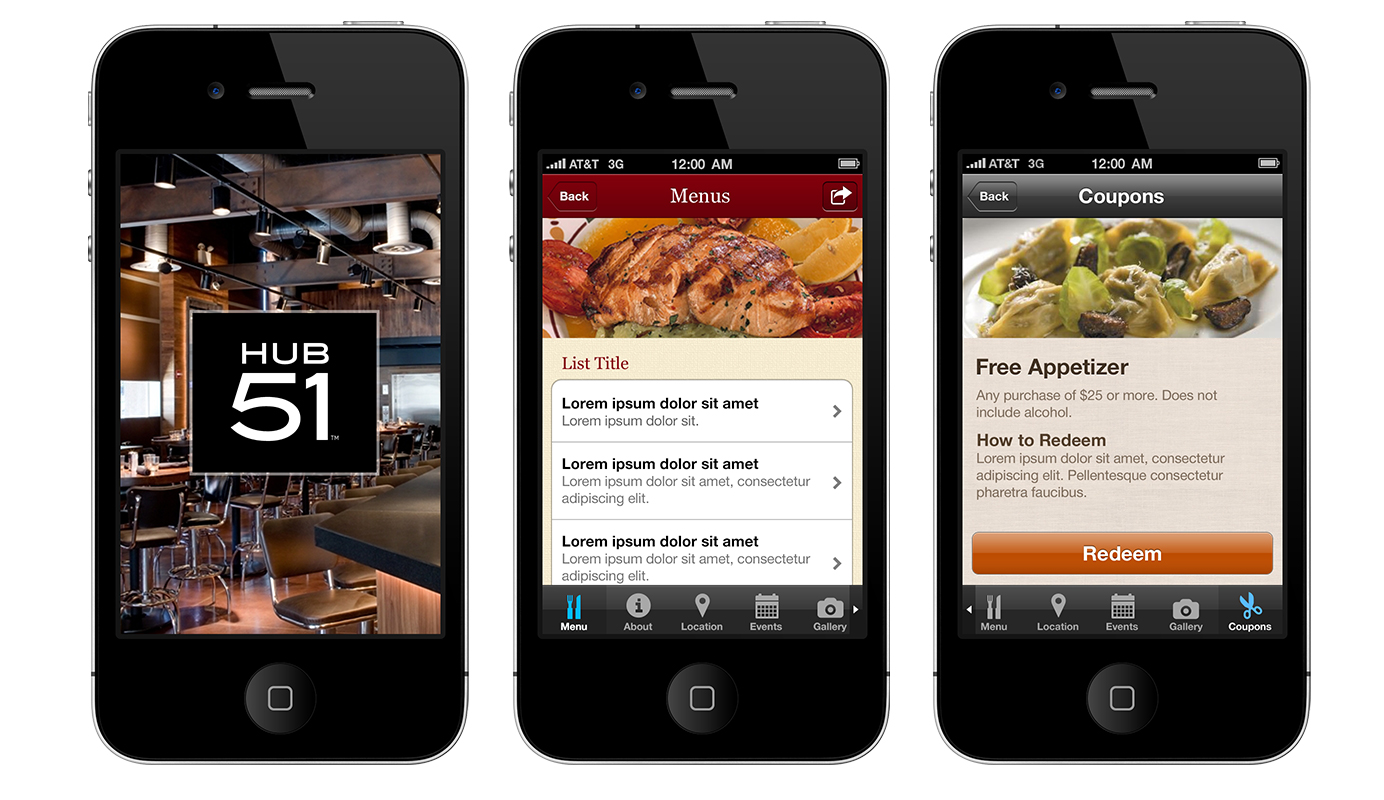 HUB
51
TM
AT&T 3G 12:00 AM
Back Menus
List Title
Lorem ipsum dolor sit amet
Lorem ipsum dolor sit.
Lorem ipsum dolor sit amet
Lorem ipsum dolor sit amet, consectetur
adipiscing elit.
Lorem ipsum dolor sit amet
Lorem ipsum dolor sit amet, consectetur
adipiscing elit.
Menu About Location Events Gallery
AT&T 3G 12:00 AM
Back Coupons
Free Appetizer
Any purchase of $25 or more. Does not
include alcohol.
How to Redeem
Lorem ipsum dolor sit amet, consectetur
adipiscing elit. Pellentesque consectetur
pharetra faucibus.
Redeem
Menu Location Events Gallery Coupons